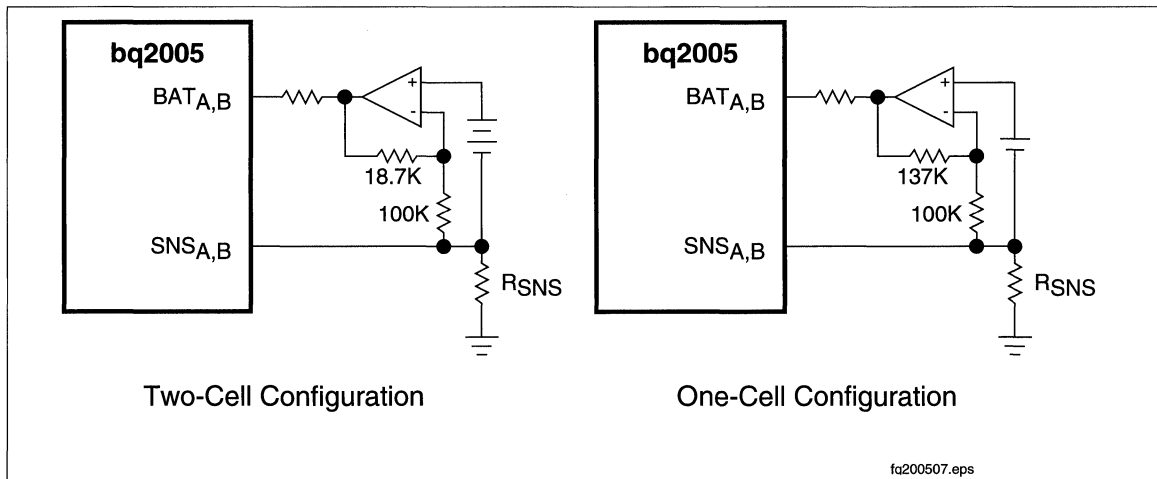 bq2005
BATA,B
+
-
18.7K
100K
SNSA,B
RSNS
Two-Cell Configuration
bq2005
BATA,B
+
-
137K
100K
SNSA,B
RSNS
One-Cell Configuration
fq200507.eps